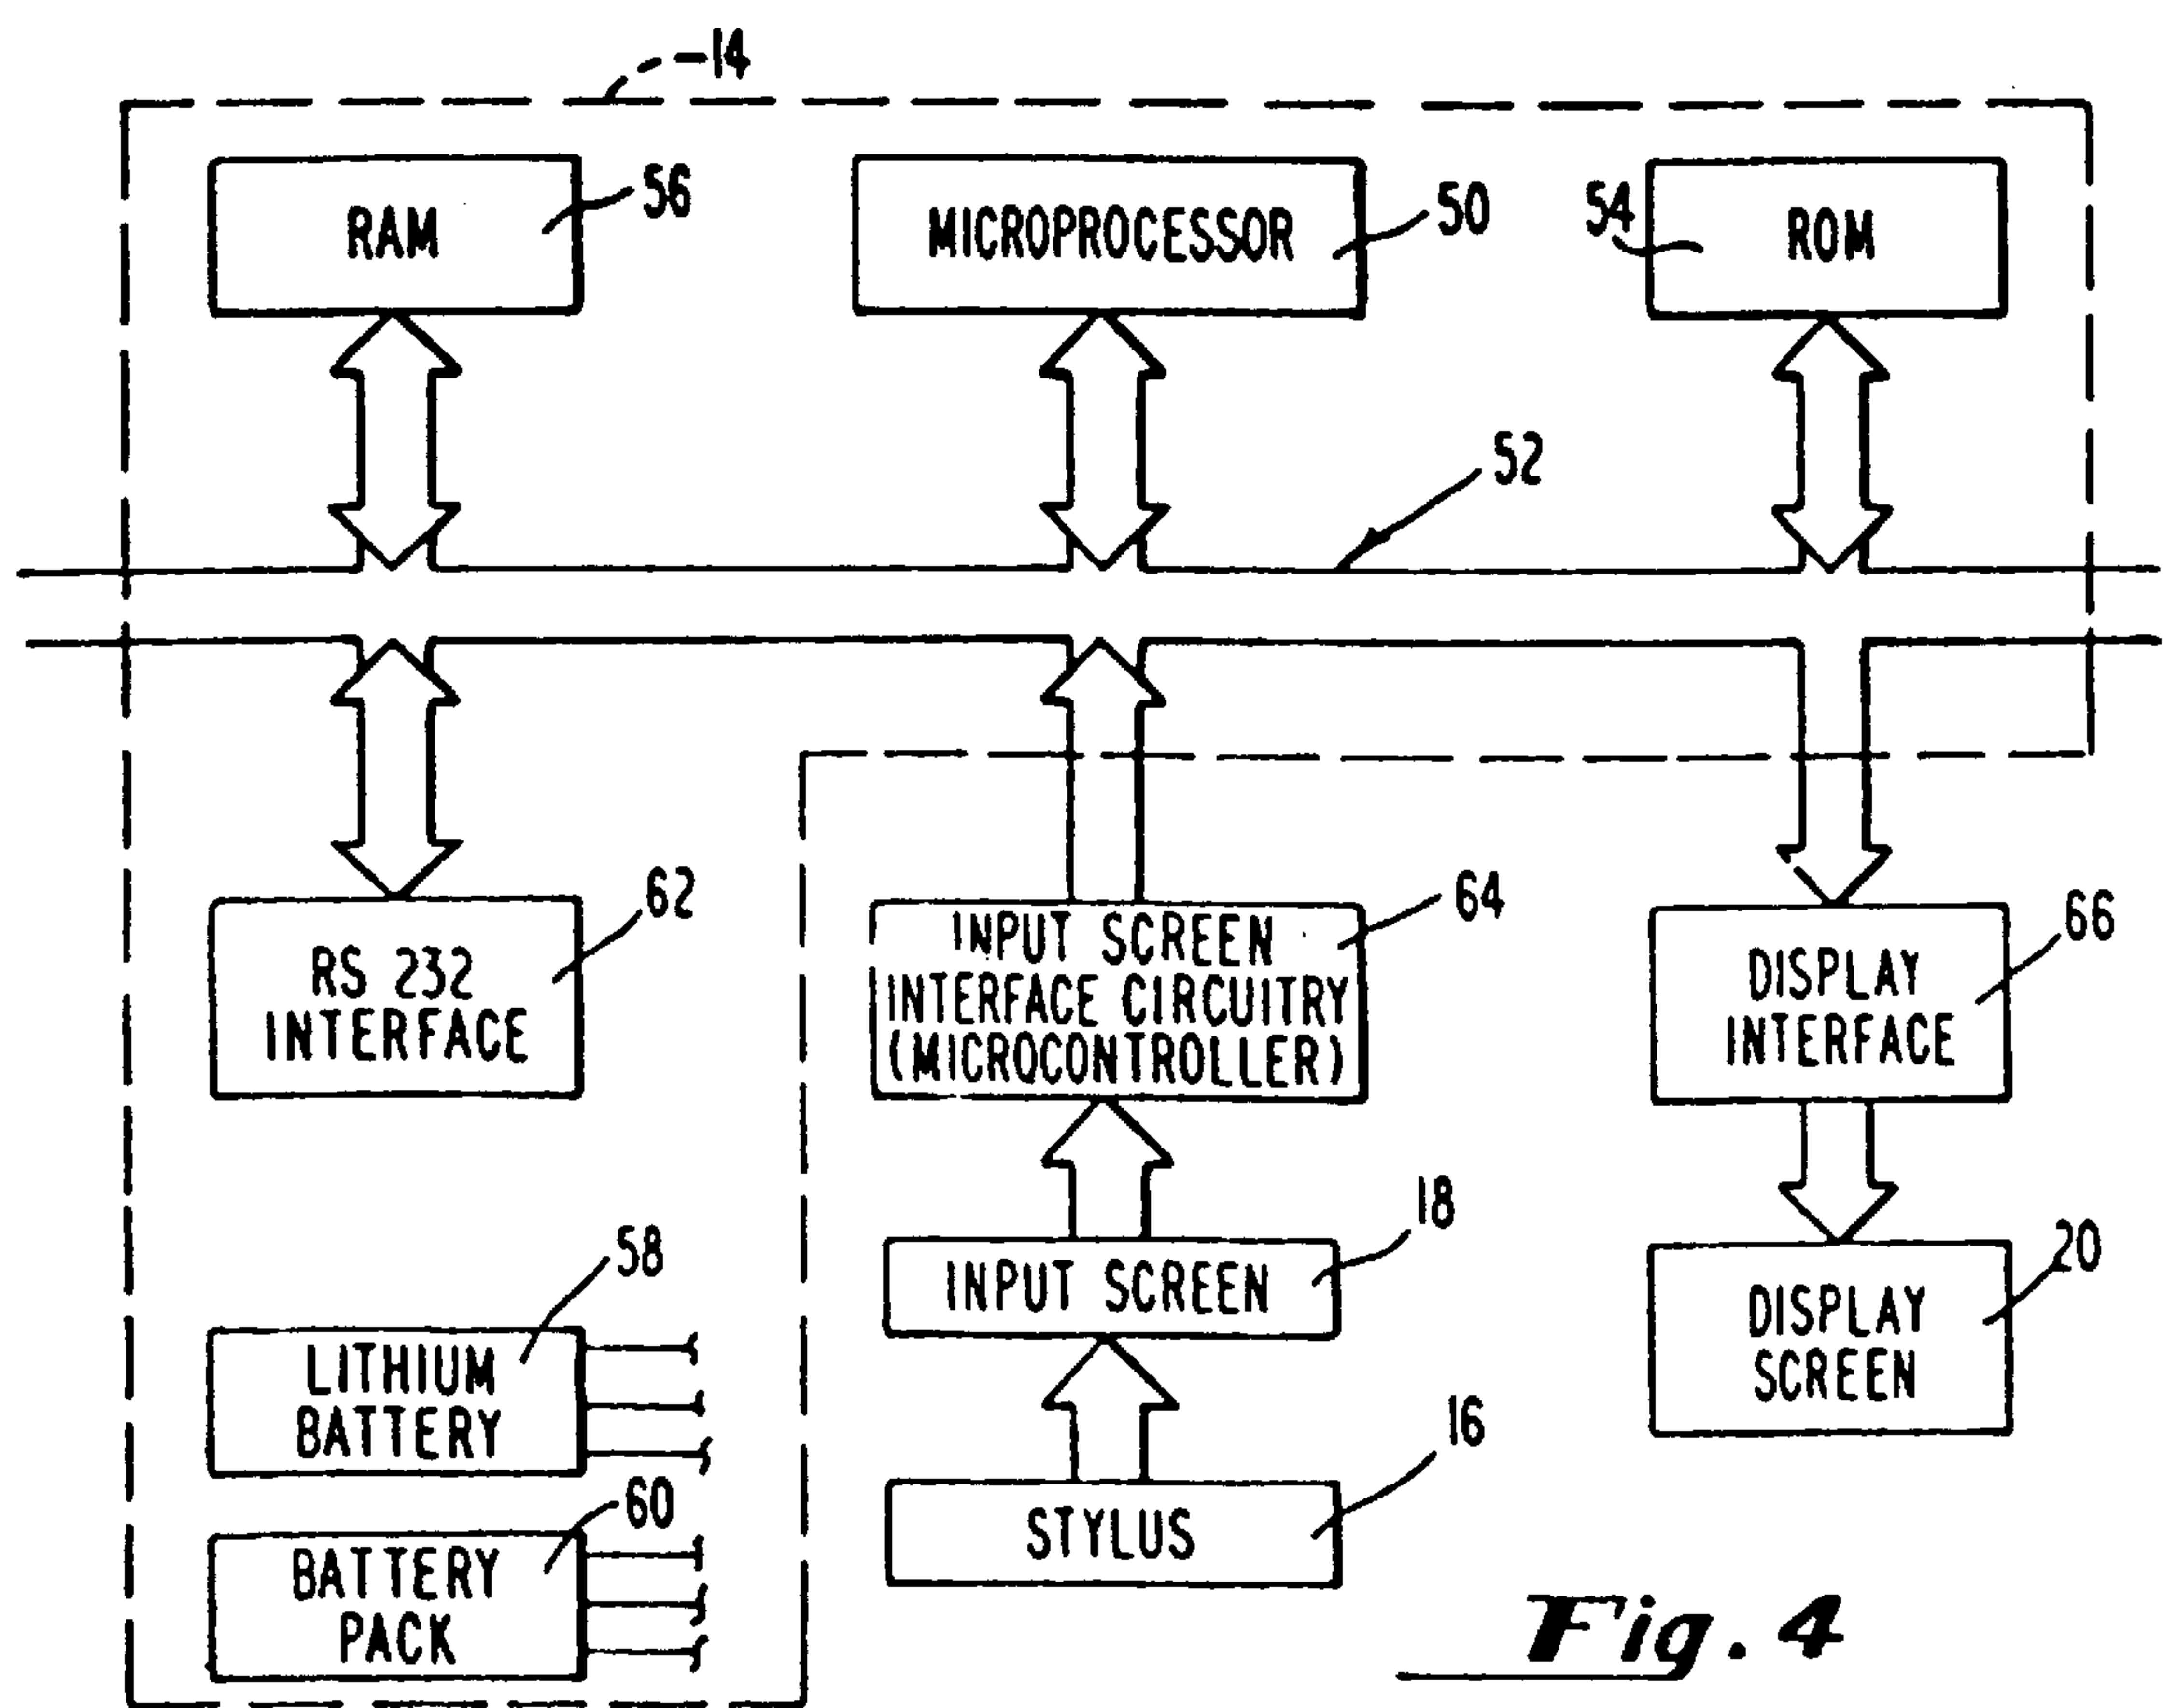 14
RAM
56
MICROPROCESSOR
50
54
ROM
52
RS 232
INTERFACE
62
INPUT SCREEN
INTERFACE CIRCUITRY
(MICROCONTROLLER)
64
DISPLAY
INTERFACE
66
LITHIUM
BATTERY
58
INPUT SCREEN
18
DISPLAY
SCREEN
20
BATTERY
PACK
60
STYLUS
16
Fig. 4